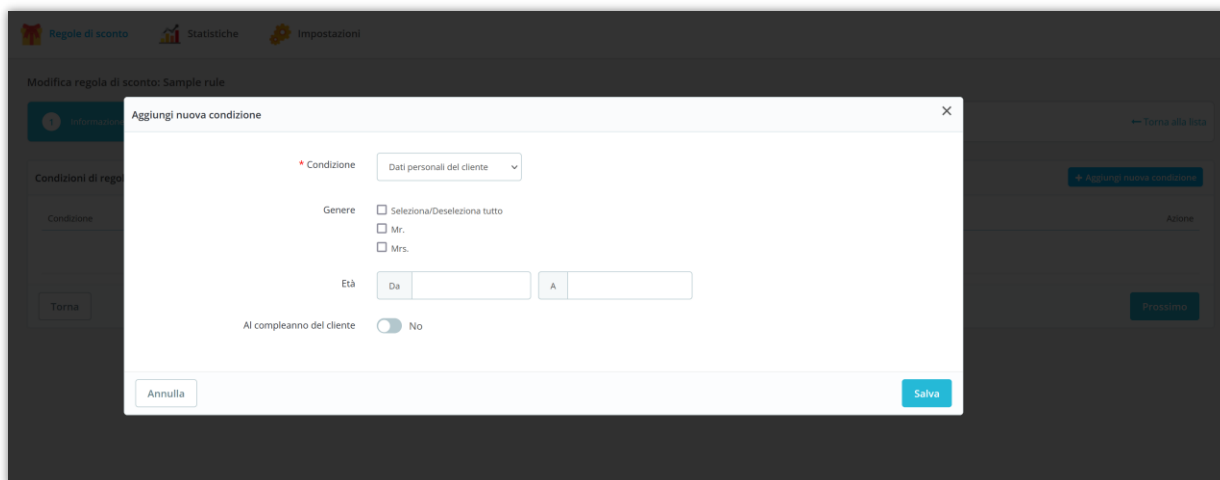 Regole di sconto Statistiche Impostazioni
Modifica regola di sconto: Sample rule
1 Informazione
← Torna alla lista
Aggiungi nuova condizione ×
Condizioni di regol
+ Aggiungi nuova condizione
Condizione
Azione
* Condizione Dati personali del cliente
Genere Seleziona/Deseleziona tutto
Mr.
Mrs.
Età Da A
Torna
Prossimo
Al compleanno del cliente No
Annulla Salva